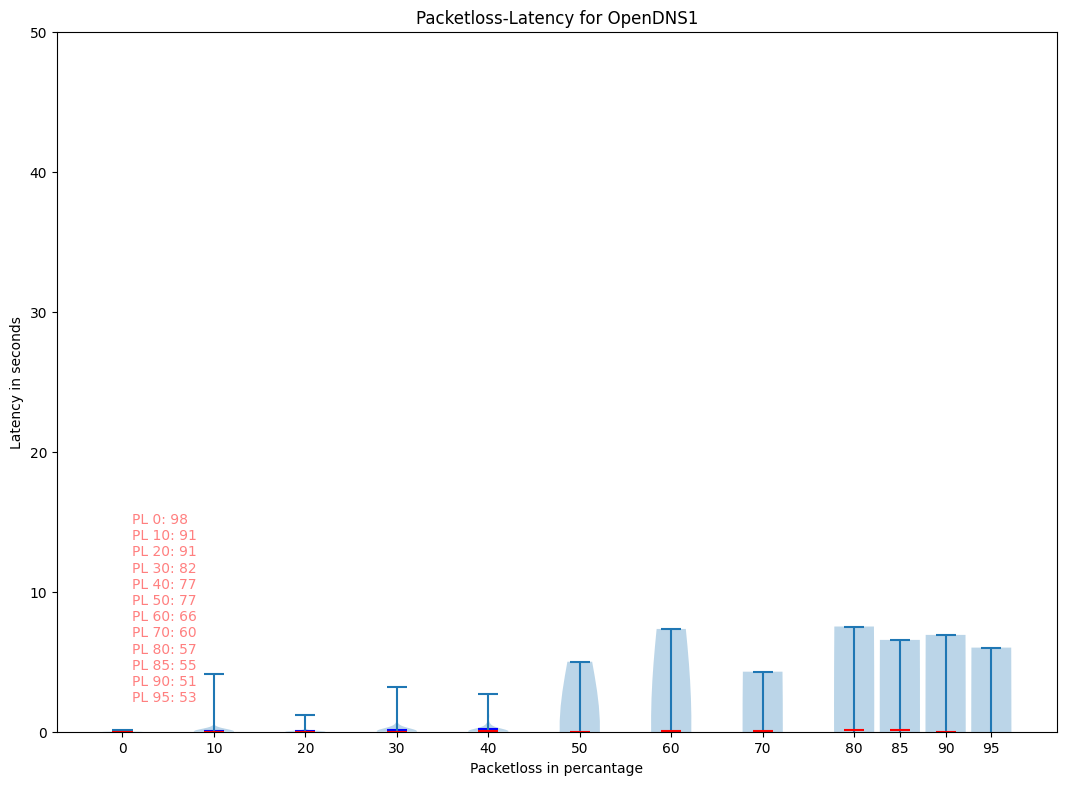 Packetloss-Latency for OpenDNS1
50
40
30
20
10
0
Latency in seconds
PL 0: 98
PL 10: 91
PL 20: 91
PL 30: 82
PL 40: 77
PL 50: 77
PL 60: 66
PL 70: 60
PL 80: 57
PL 85: 55
PL 90: 51
PL 95: 53
0 10 20 30 40 50 60 70 80 85 90 95
Packetloss in percantage